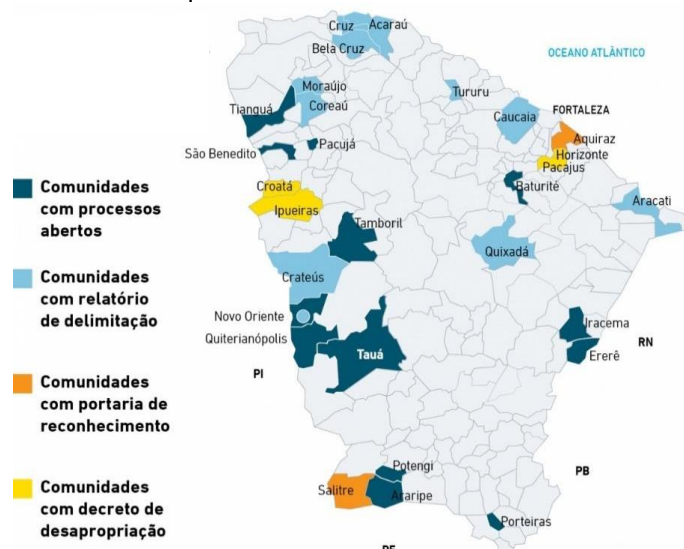 Cruz
Acaraú
Bela Cruz
OCEANO ATLÂNTICO
Moraújo
Tururu
Tianguá
Coreaú
Caucaia
FORTALEZA
Aquiraz
São Benedito
Pacujá
Horizonte
Pacajus
Baturité
Croatá
Ipueiras
Aracati
Tamboril
Quixadá
Crateús
Novo Oriente
Iracema
Quiterianópolis
RN
Tauá
Ererê
PI
Potengi
PB
Salitre
Araripe
Porteiras
Comunidades
com processos
abertos
Comunidades
com relatório
de delimitação
Comunidades
com portaria de
reconhecimento
Comunidades
com decreto de
desapropriação